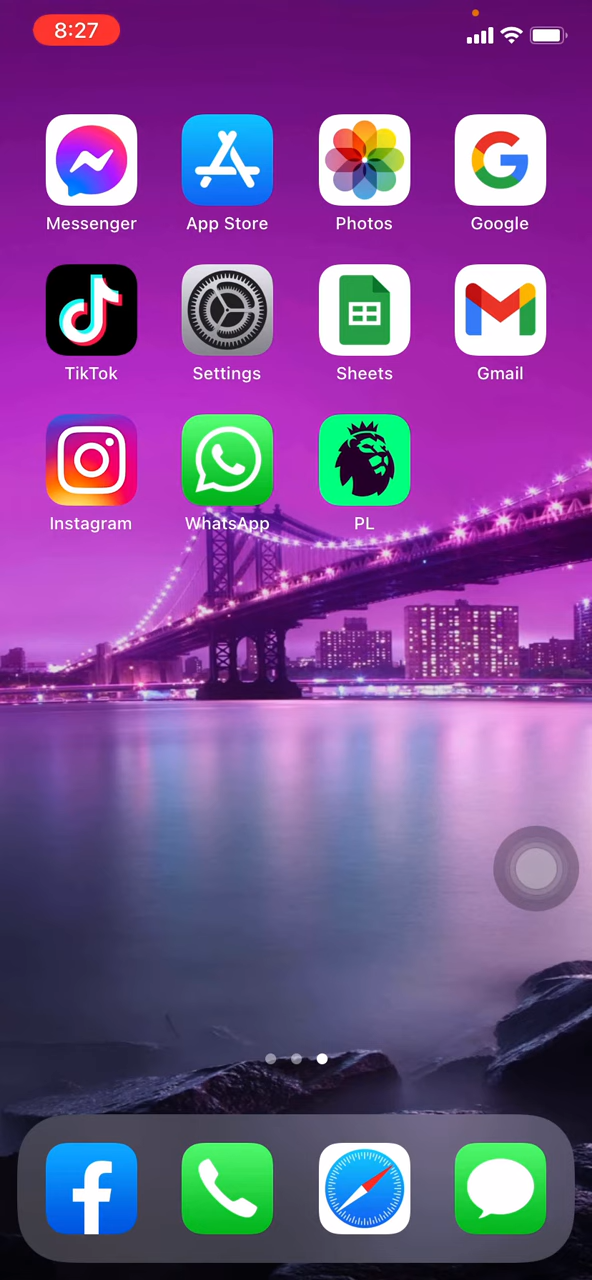 8:27
Messenger
App Store
Photos
Google
TikTok
Settings
Sheets
Gmail
Instagram
WhatsApp
PL